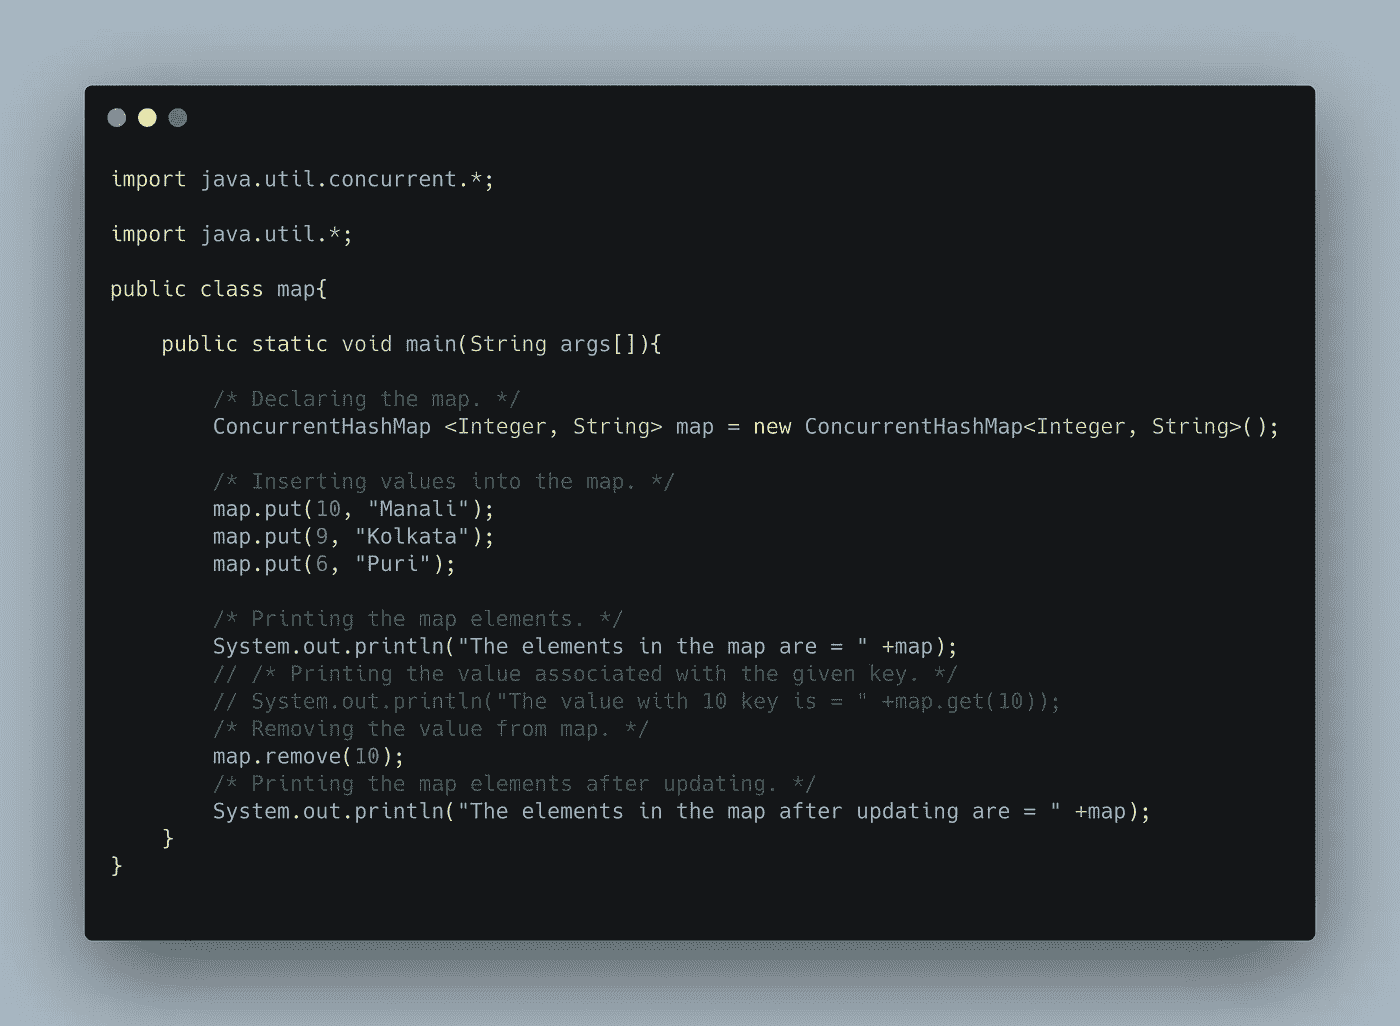 import java.util.concurrent.*;
import java.util.*;
public class map{
public static void main(String args[]){
/* Declaring the map. */
ConcurrentHashMap <Integer, String> map = new ConcurrentHashMap<Integer, String>();
/* Inserting values into the map. */
map.put(10, "Manali");
map.put(9, "Kolkata");
map.put(6, "Puri");
/* Printing the map elements. */
System.out.println("The elements in the map are = " +map);
// /* Printing the value associated with the given key. */
// System.out.println("The value with 10 key is = " +map.get(10));
/* Removing the value from map. */
map.remove(10);
/* Printing the map elements after updating. */
System.out.println("The elements in the map after updating are = " +map);
}
}